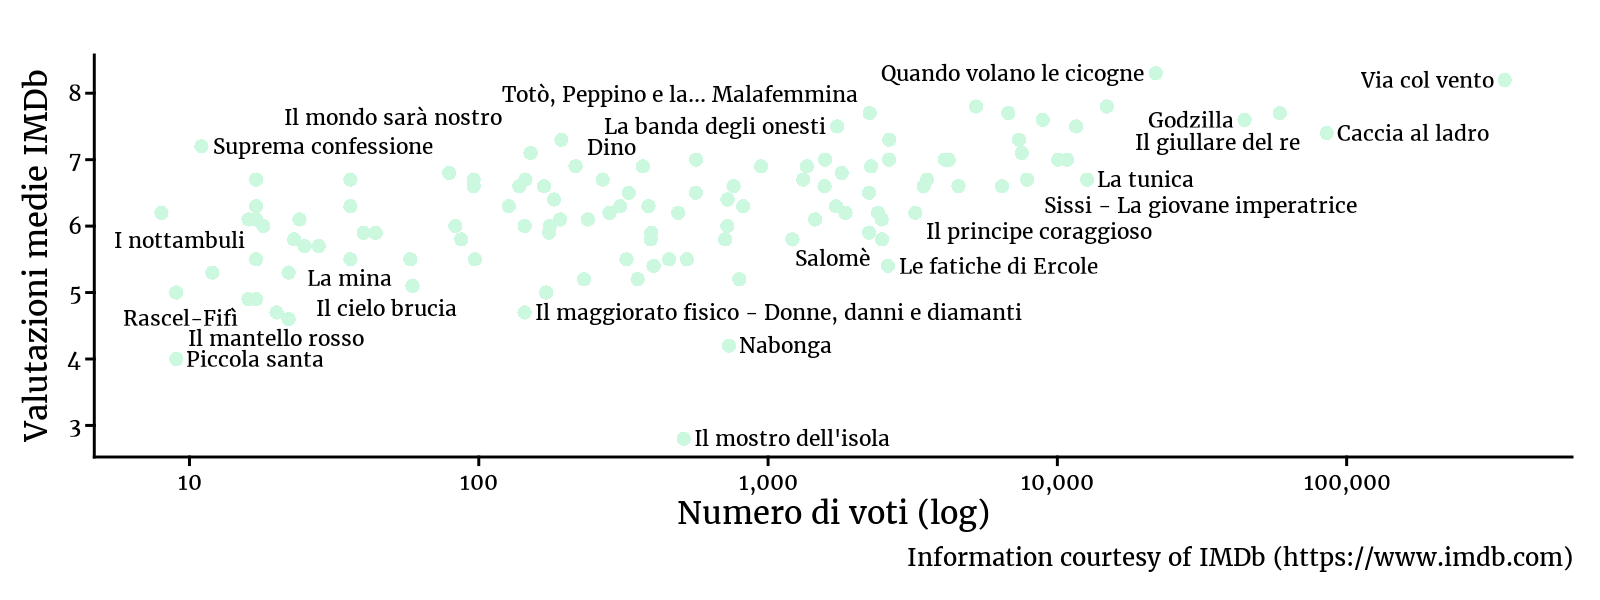 Valutazioni medie IMDb
8
7
6
5
4
3
Quando volano le cicogne
Via col vento
Totò, Peppino e la... Malafemmina
Il mondo sarà nostro
La banda degli onesti
Godzilla
Caccia al ladro
Il giullare del re
Suprema confessione
Dino
La tunica
Sissi - La giovane imperatrice
Il principe coraggioso
I nottambuli
Salomè
Le fatiche di Ercole
La mina
Il cielo brucia
Il maggiorato fisico - Donne, danni e diamanti
Rascel-Fifì
Il mantello rosso
Nabonga
Piccola santa
Il mostro dell'isola
10
100
1,000
10,000
100,000
Numero di voti (log)
Information courtesy of IMDb (https://www.imdb.com)